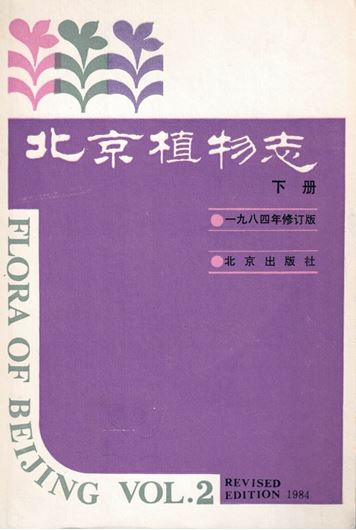 北京植物志
下册
一九八四年修订版
北京出版社
FLORA OF BEIJING VOL.2
REVISED
EDITION 1984